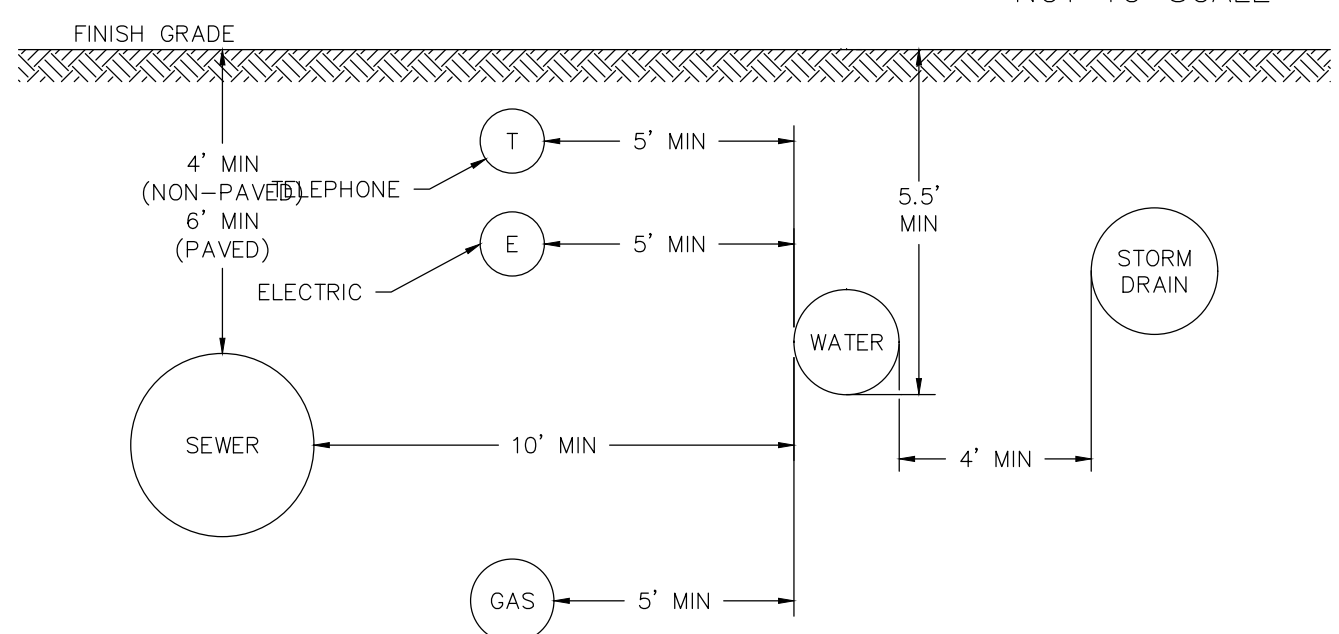 NOT TO SCALE
FINISH GRADE
T
5' MIN
4' MIN
(NON-PAVED)
TELEPHONE
6' MIN
(PAVED)
5.5'
MIN
E
5' MIN
STORM
DRAIN
ELECTRIC
WATER
SEWER
10' MIN
4' MIN
GAS
5' MIN